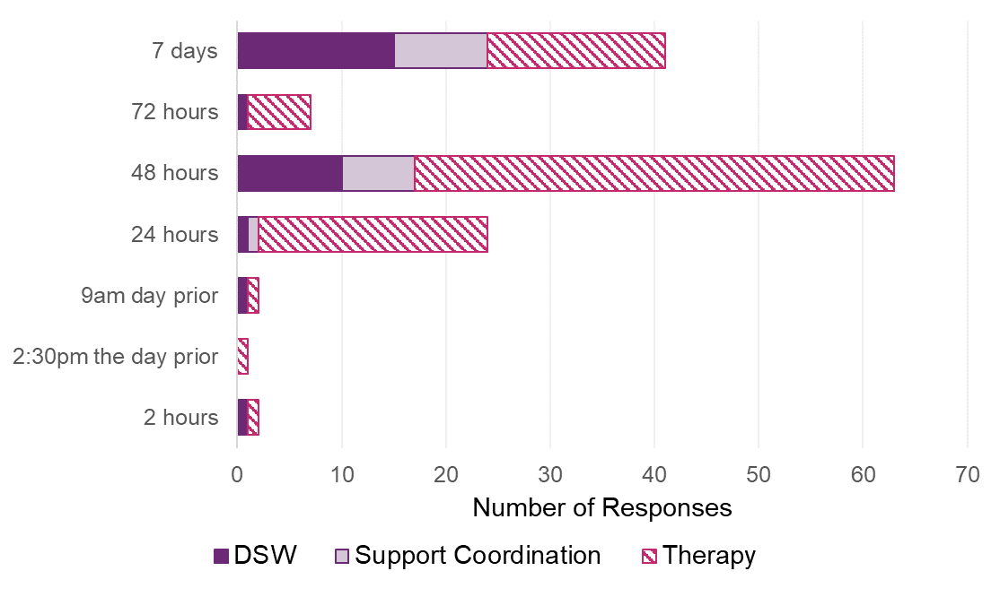 7 days
72 hours
48 hours
24 hours
9am day prior
2:30pm the day prior
2 hours
0 10 20 30 40 50 60 70
Number of Responses
DSW Support Coordination Therapy